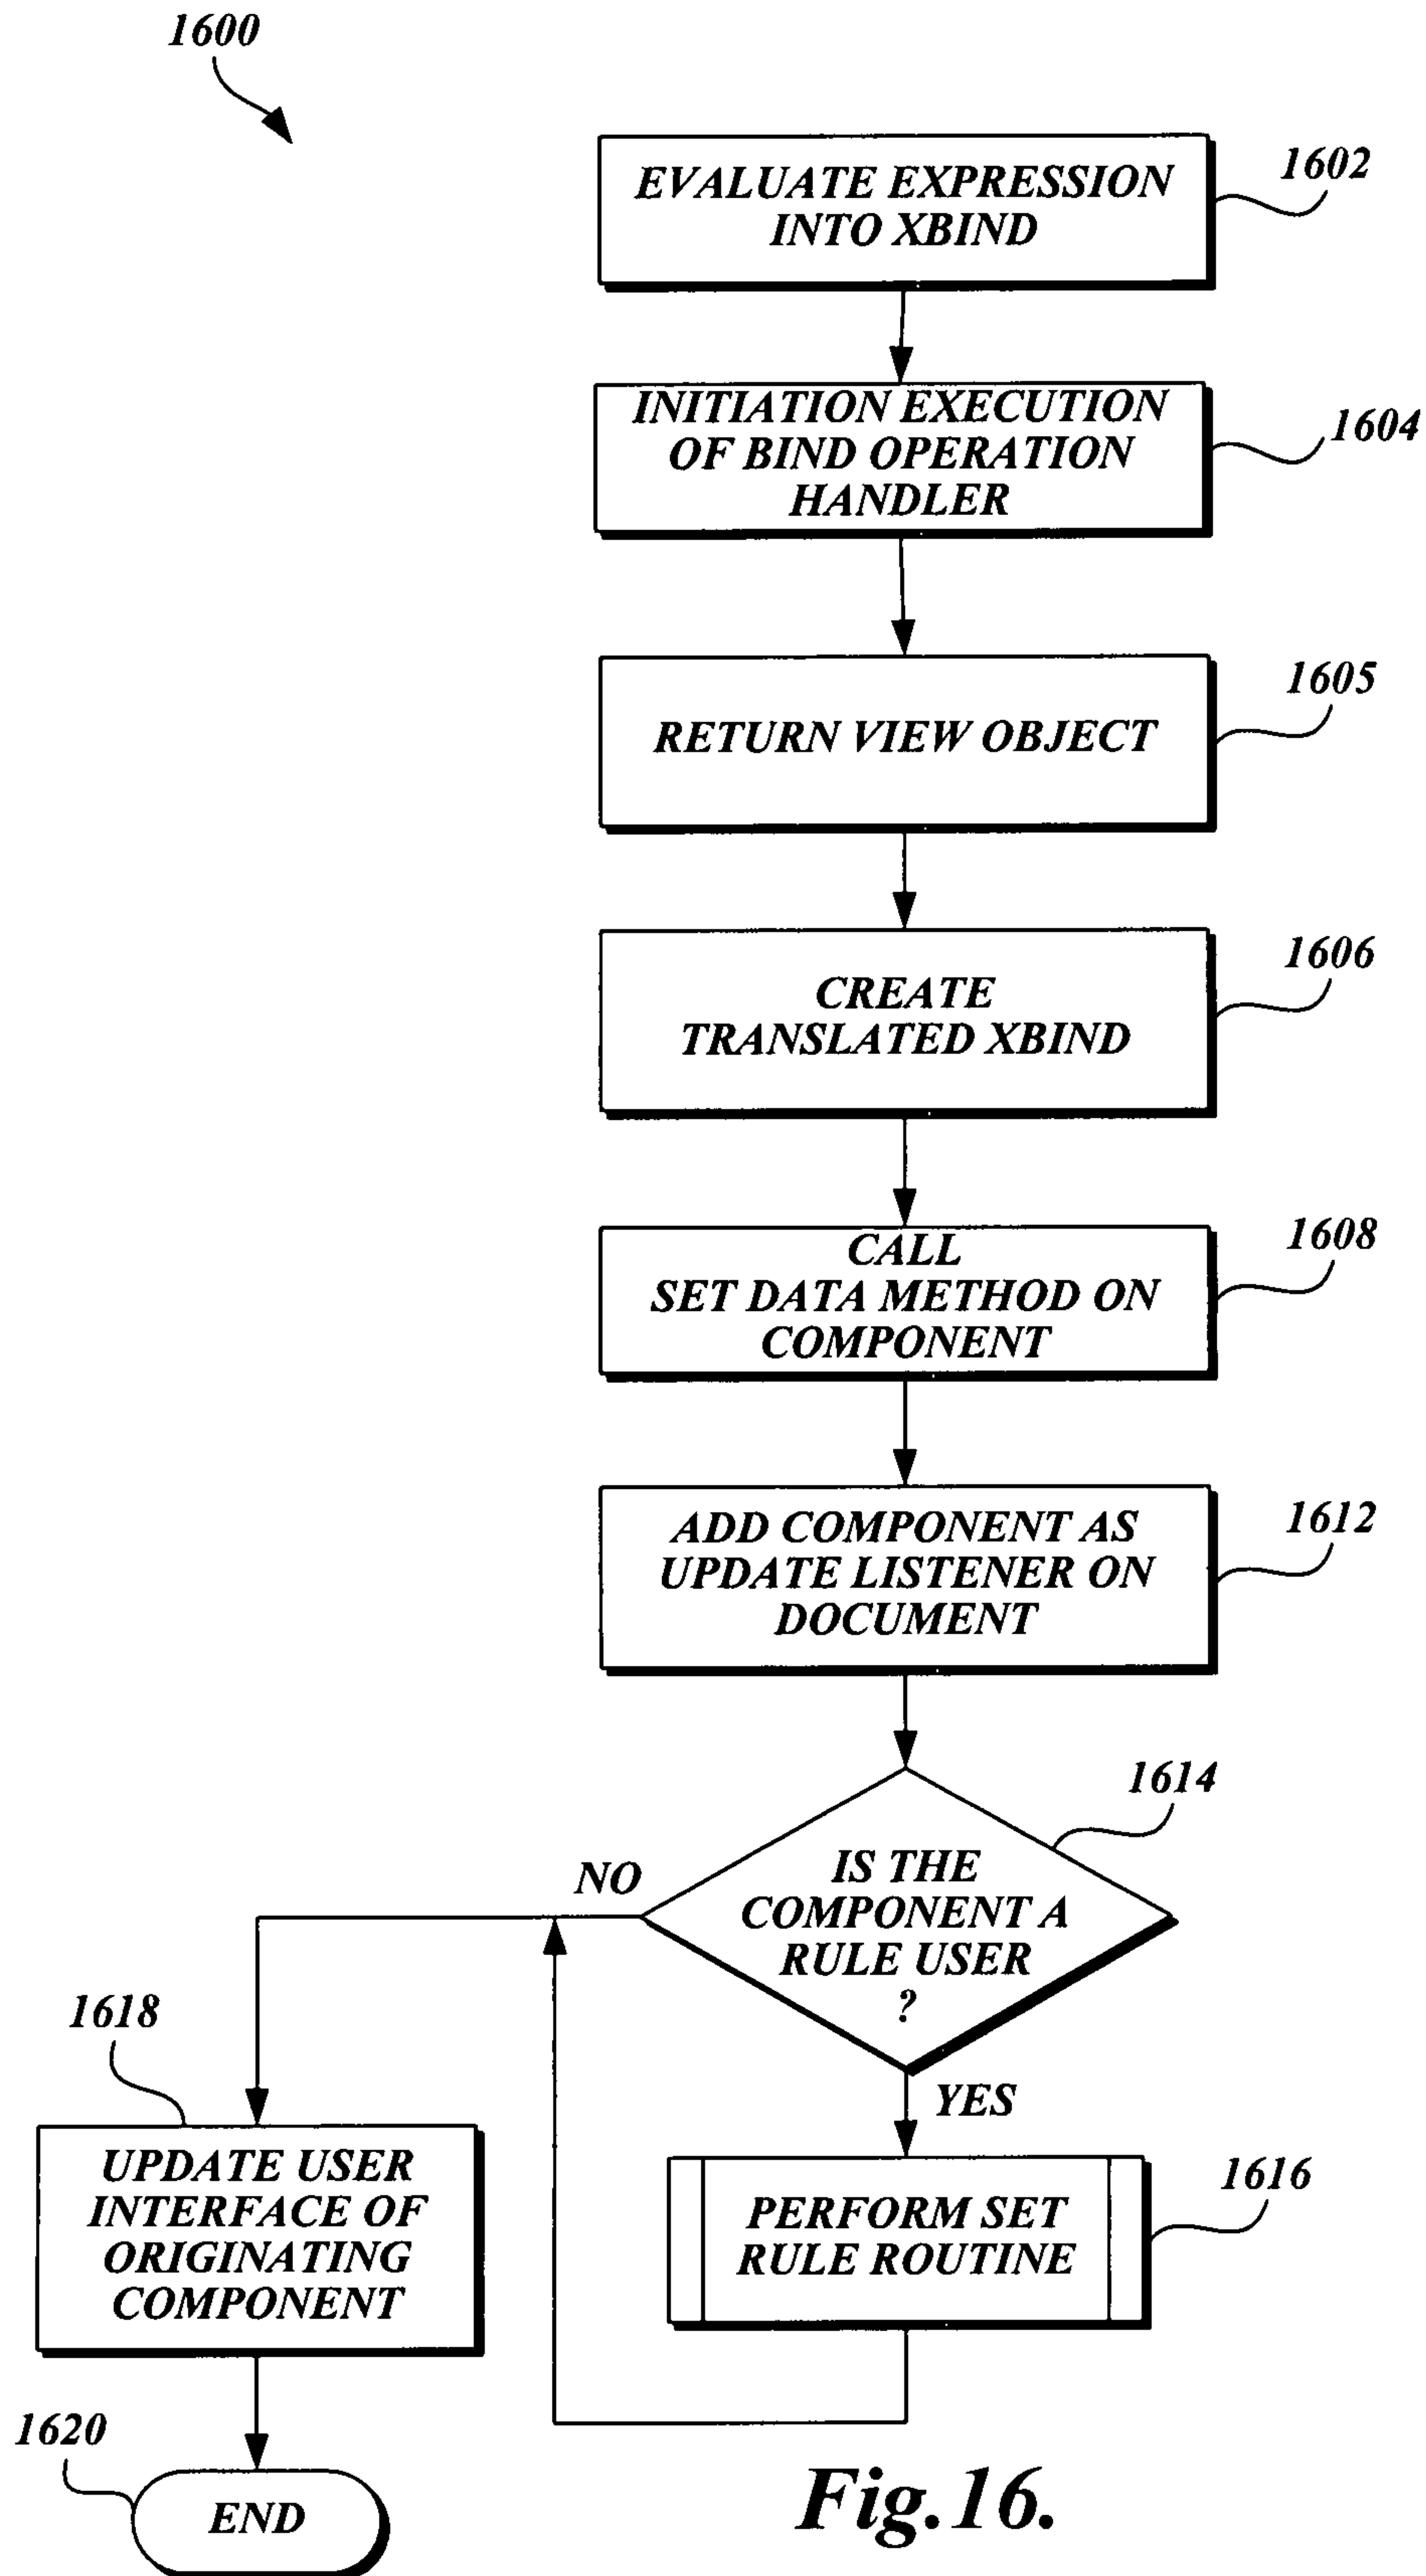 1600
EVALUATE EXPRESSION
INTO XBIND
1602
INITIATION EXECUTION
OF BIND OPERATION
HANDLER
1604
RETURN VIEW OBJECT
1605
CREATE
TRANSLATED XBIND
1606
CALL
SET DATA METHOD ON
COMPONENT
1608
ADD COMPONENT AS
UPDATE LISTENER ON
DOCUMENT
1612
IS THE
COMPONENT A
RULE USER
?
1614
NO
YES
PERFORM SET
RULE ROUTINE
1616
1618
UPDATE USER
INTERFACE OF
ORIGINATING
COMPONENT
1620
END
Fig.16.